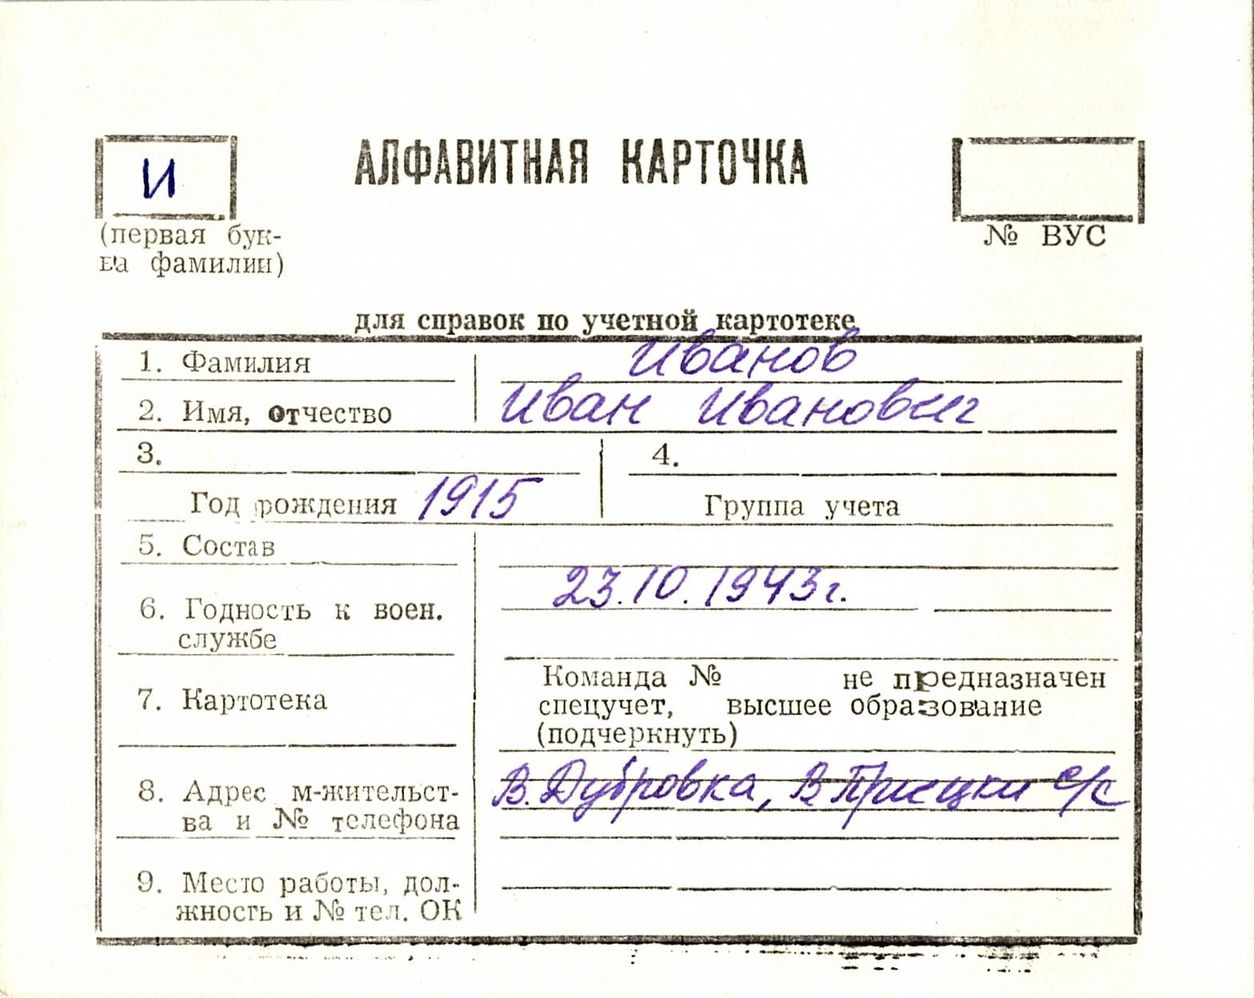 И
АЛФАВИТНАЯ КАРТОЧКА
(первая бук-
ва фамилии)
№ ВУС
для справок по учетной картотеке
1. Фамилия Иванов
2. Имя, отчество Иван Иванович
3. 4.
Год рождения 1915 Группа учета
5. Состав
23.10.1943г.
6. Годность к воен.
службе
7. Картотека
Команда № не предназначен
спецучет, высшее образование
(подчеркнуть)
8. Адрес м-жительст-
ва и № телефона
В. Дубровка, В Приецки с/с
9. Место работы, дол-
жность и № тел. ОК